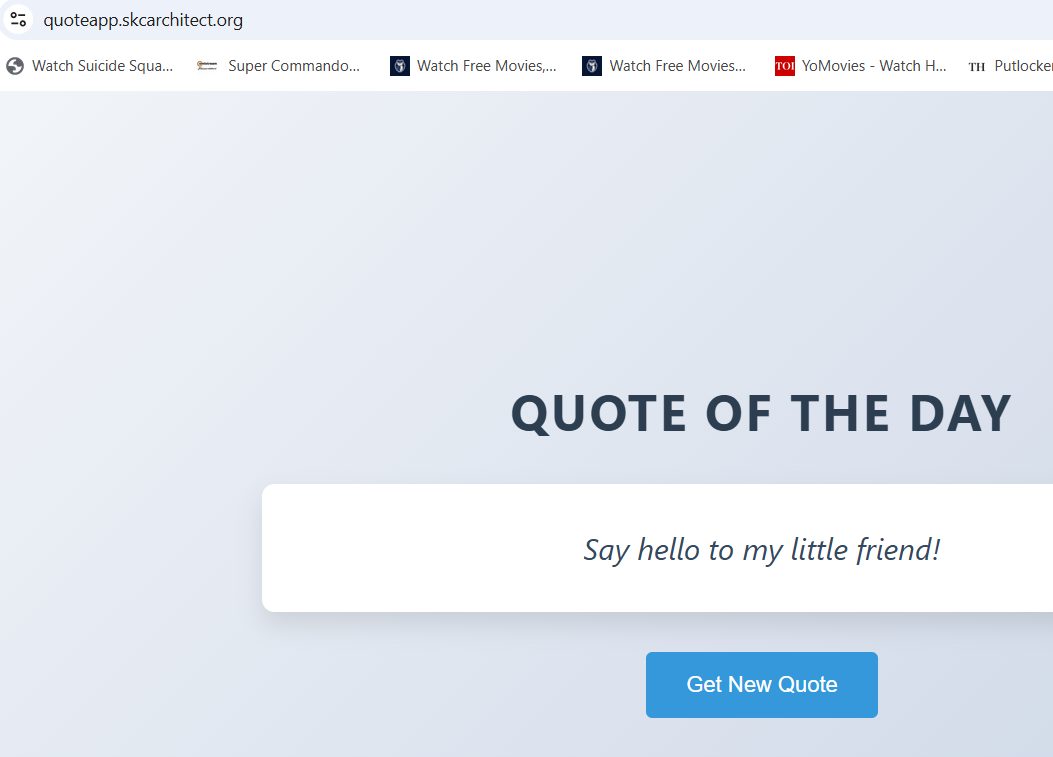 quoteapp.skcarchitect.org
Watch Suicide Squa... Super Commando... Watch Free Movies,... Watch Free Movies... TOI YoMovies - Watch H... TH Putlocker
QUOTE OF THE DAY
Say hello to my little friend!
Get New Quote